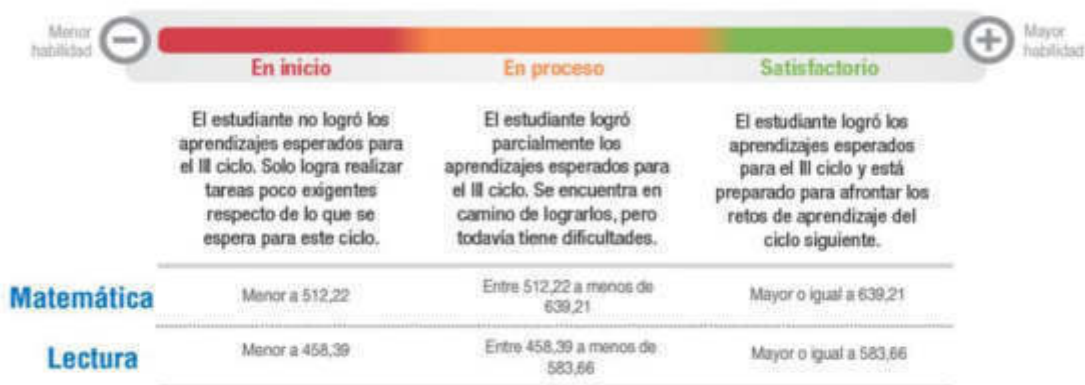 Menor
habilidad
Mayor
habilidad
En inicio
En proceso
Satisfactorio
El estudiante no logró los
aprendizajes esperados para
el III ciclo. Solo logra realizar
tareas poco exigentes
respecto de lo que se
espera para este ciclo.
El estudiante logró
parcialmente los
aprendizajes esperados para
el III ciclo. Se encuentra en
camino de lograrlos, pero
todavía tiene dificultades.
El estudiante logró los
aprendizajes esperados
para el III ciclo y está
preparado para afrontar los
retos de aprendizaje del
ciclo siguiente.
Matemática
Menor a 512,22
Entre 512,22 a menos de
639,21
Mayor o igual a 639,21
Lectura
Menor a 458,39
Entre 458,39 a menos de
583,66
Mayor o igual a 583,66